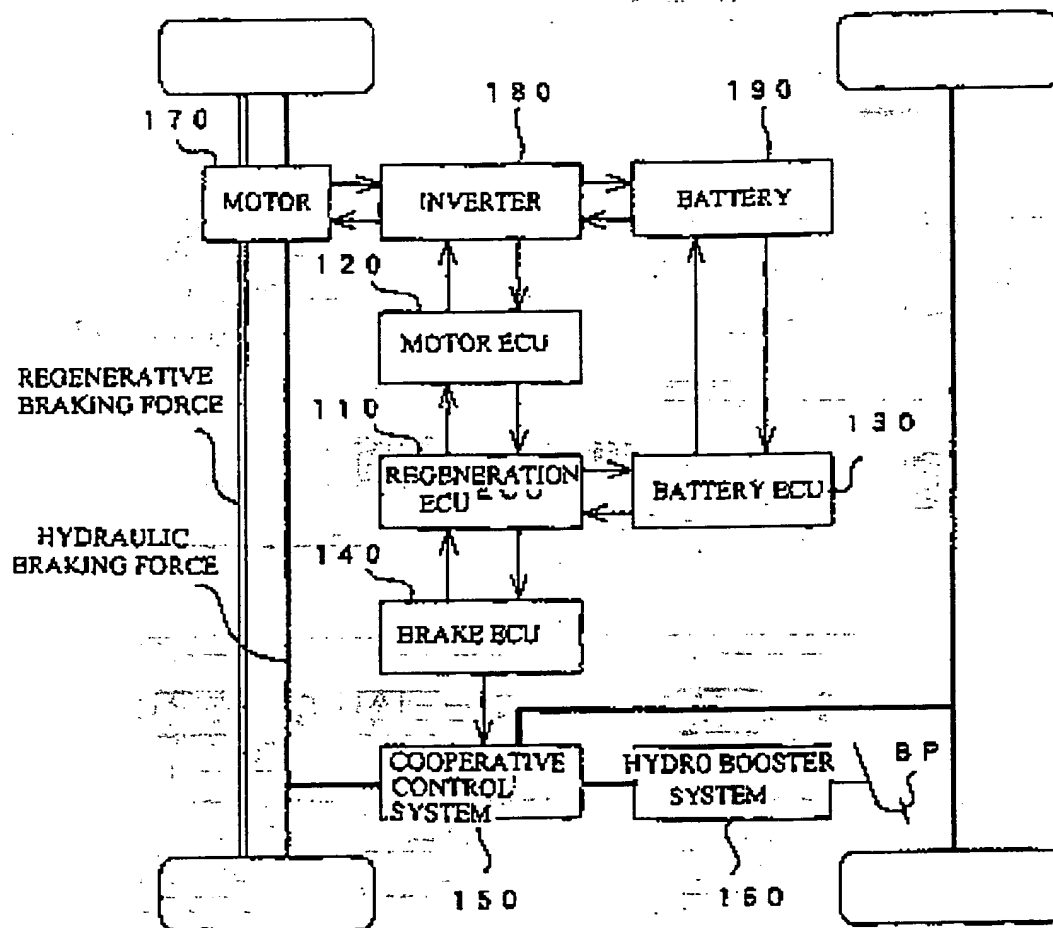 180
190
170
MOTOR
INVERTER
BATTERY
120
MOTOR ECU
REGENERATIVE
BRAKING FORCE
110
130
REGENERATION
ECU
BATTERY ECU
HYDRAULIC
BRAKING FORCE
140
BRAKE ECU
COOPERATIVE
CONTROL
SYSTEM
HYDRO BOOSTER
SYSTEM
BP
150
160